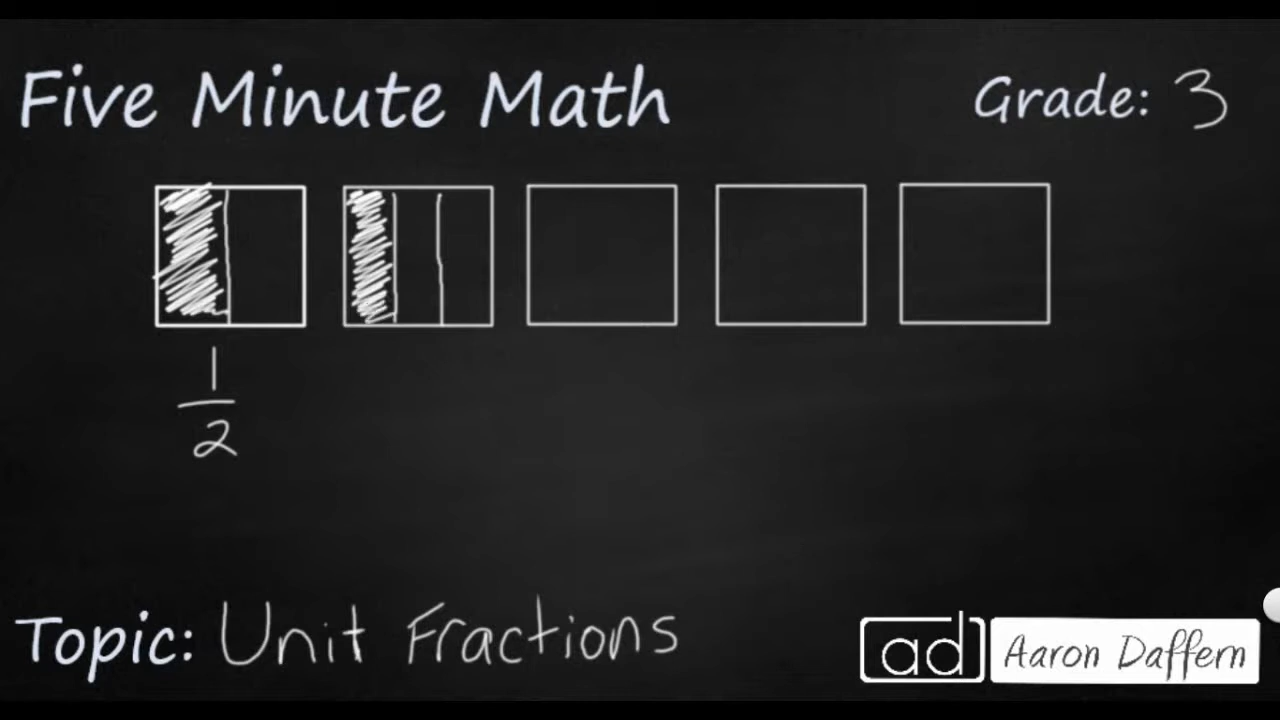 Five Minute Math
Grade: 3
1
2
Topic: Unit Fractions
ad Aaron Daffern